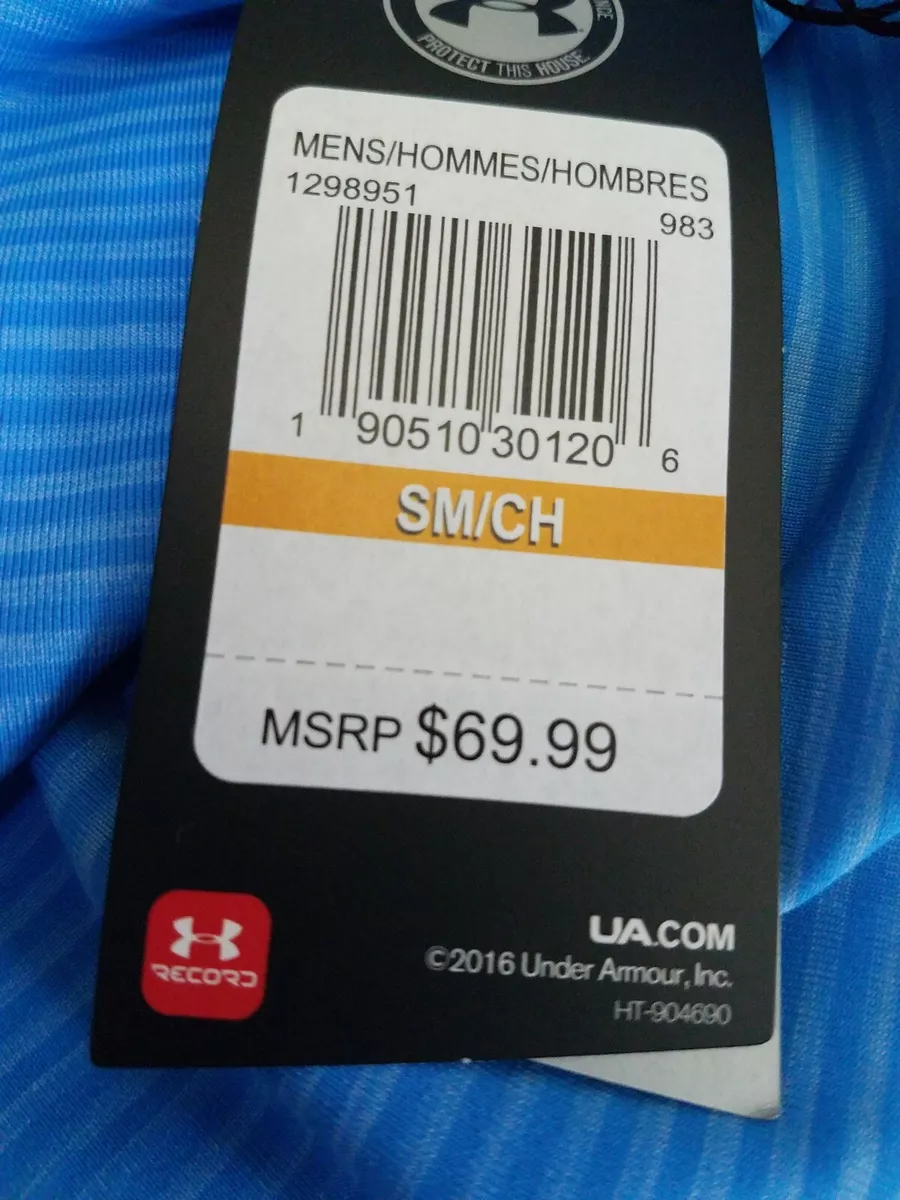 PROTECT THIS HOUSE.
MENS/HOMMES/HOMBRES
1298951
983
1 90510 30120 6
SM/CH
MSRP $69.99
RECORD
UA.COM
©2016 Under Armour, Inc.
HT-904690